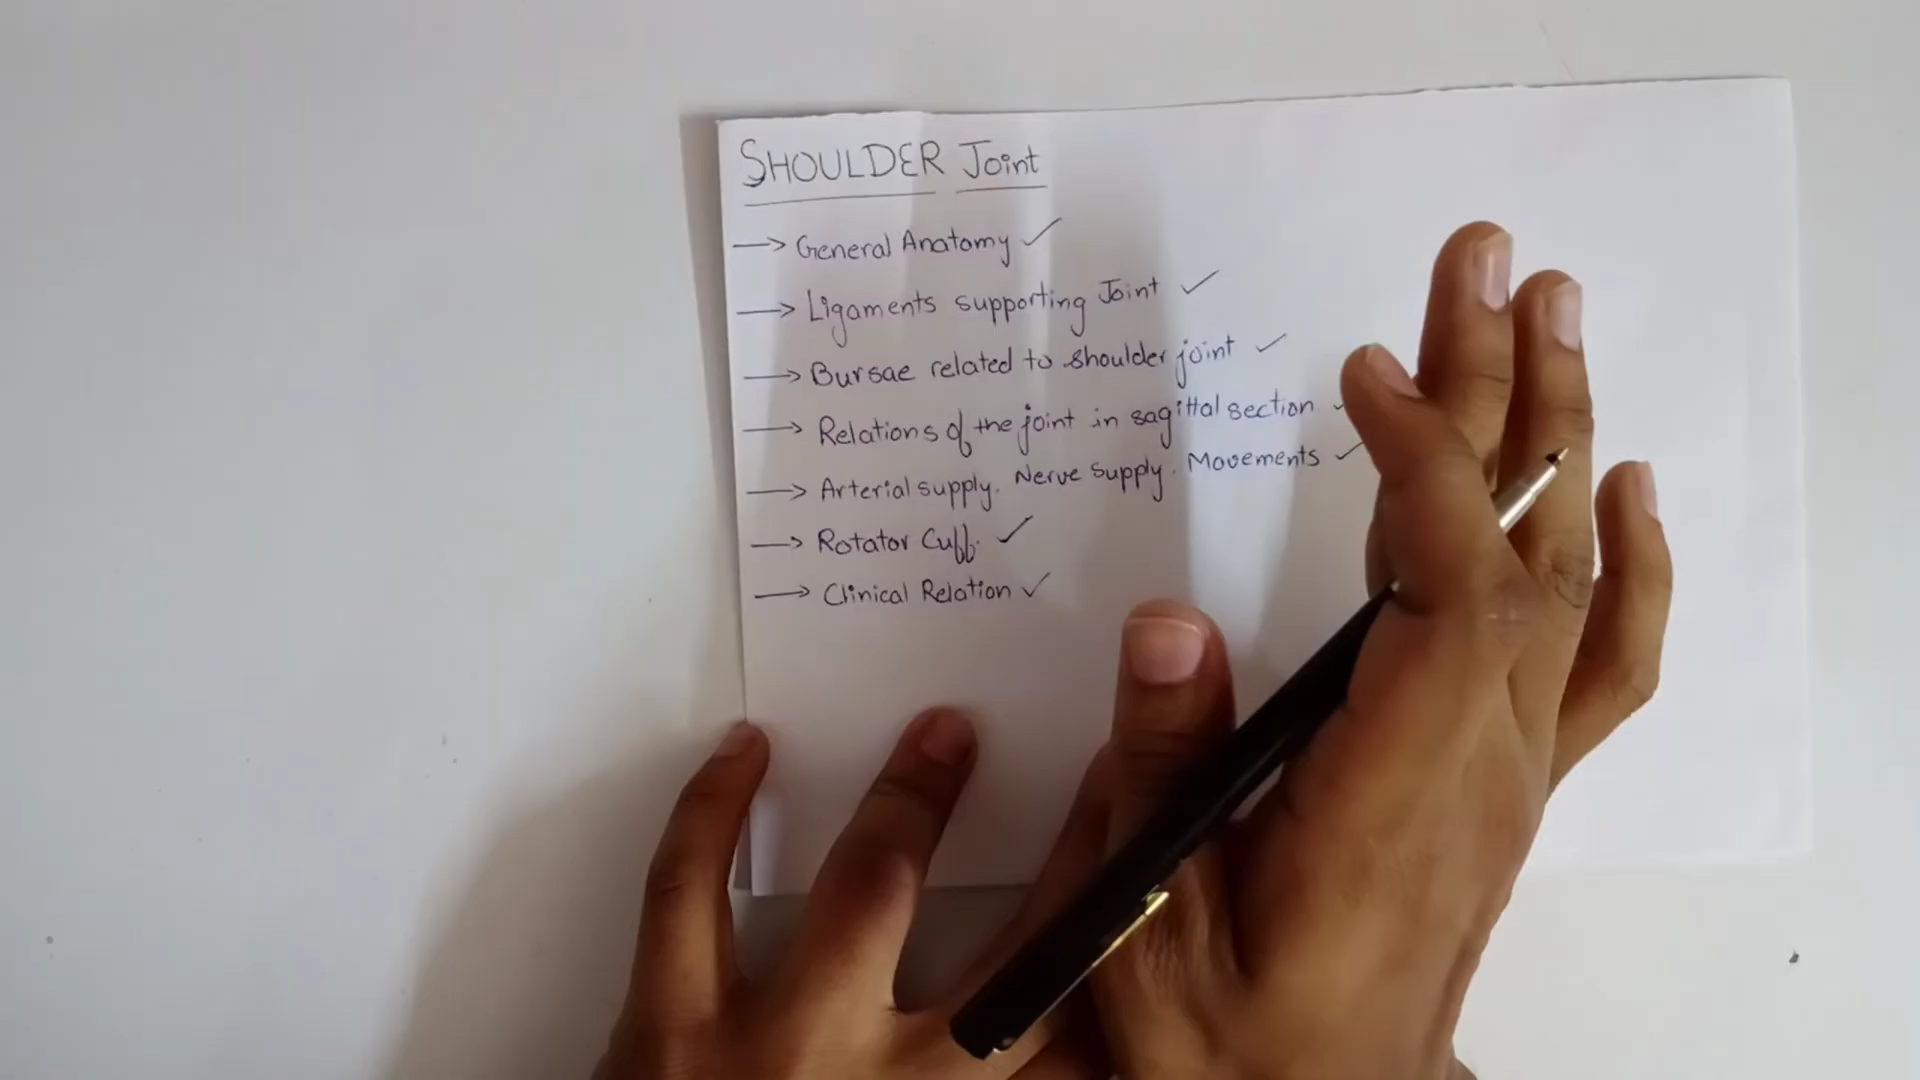 SHOULDER Joint
→ General Anatomy ✓
→ Ligaments supporting Joint ✓
→ Bursae related to shoulder joint ✓
→ Relations of the joint in sagittal section ✓
→ Arterial supply. Nerve supply. Movements ✓
→ Rotator Cuff. ✓
→ Clinical Relation ✓